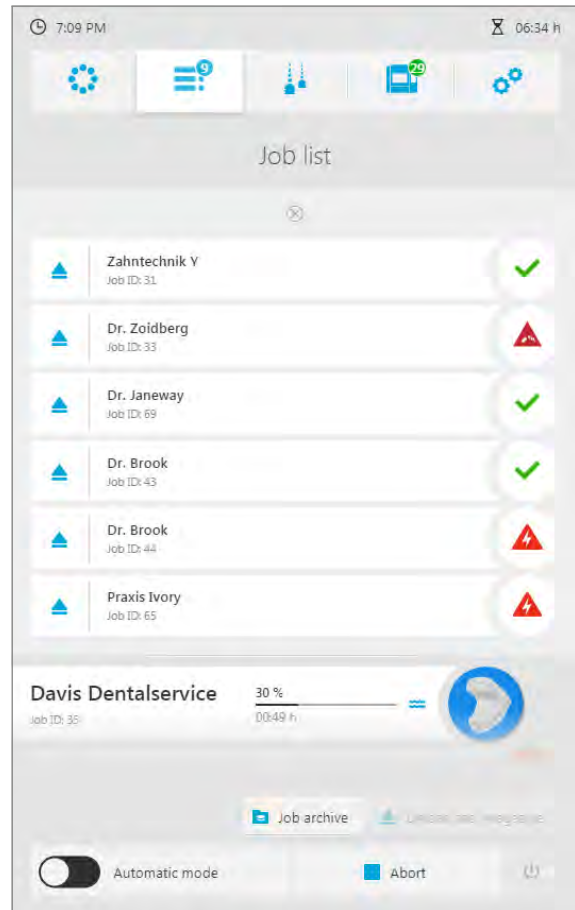 7:09 PM
06:34 h
9
29
Job list
Zahntechnik Y
Job ID: 31
Dr. Zoidberg
Job ID: 33
Dr. Janeway
Job ID: 69
Dr. Brook
Job ID: 43
Dr. Brook
Job ID: 44
Praxis Ivory
Job ID: 65
Davis Dentalservice
30 %
Job ID: 35
00:49 h
Job archive
Automatic mode
Abort